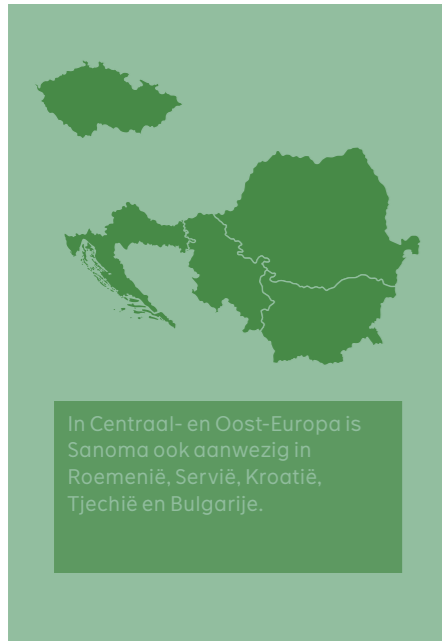 In Centraal- en Oost-Europa is
Sanoma ook aanwezig in
Roemenië, Servië, Kroatië,
Tjechië en Bulgarije.